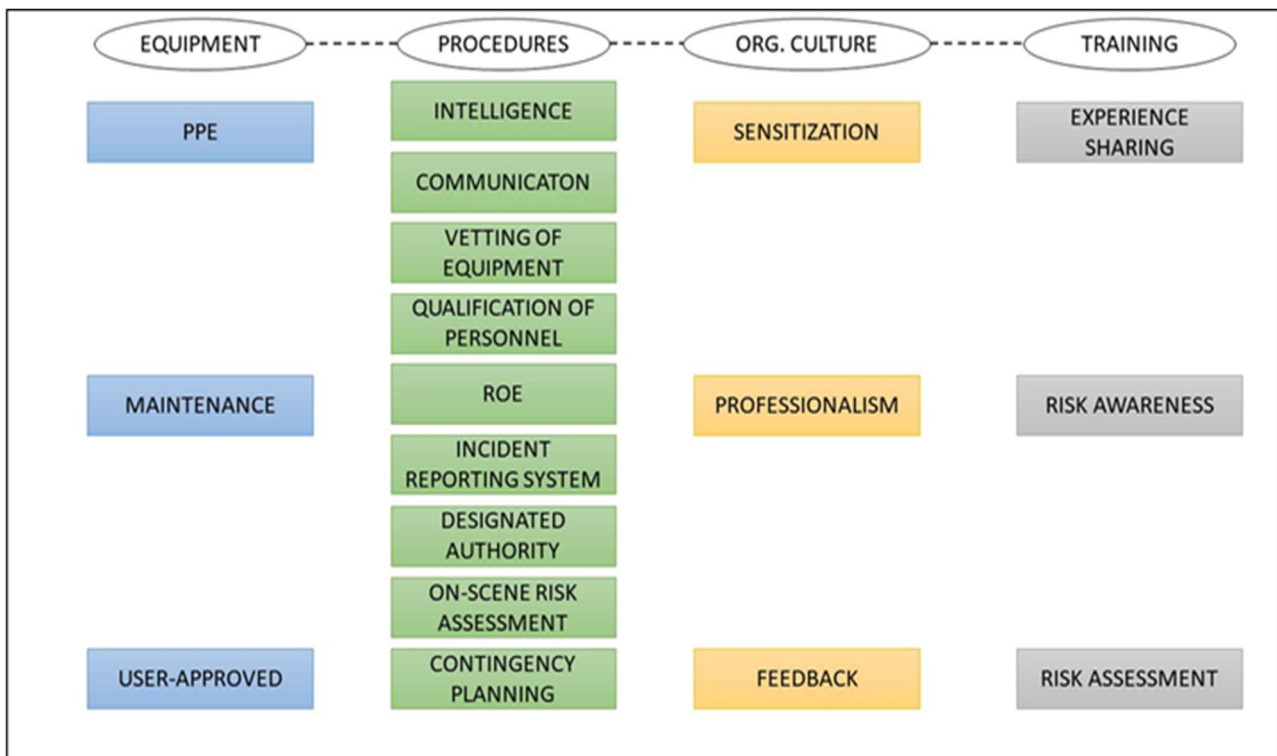 EQUIPMENT
PROCEDURES
ORG. CULTURE
TRAINING
PPE
MAINTENANCE
USER-APPROVED
INTELLIGENCE
COMMUNICATON
VETTING OF
EQUIPMENT
QUALIFICATION OF
PERSONNEL
ROE
INCIDENT
REPORTING SYSTEM
DESIGNATED
AUTHORITY
ON-SCENE RISK
ASSESSMENT
CONTINGENCY
PLANNING
SENSITIZATION
PROFESSIONALISM
FEEDBACK
EXPERIENCE
SHARING
RISK AWARENESS
RISK ASSESSMENT